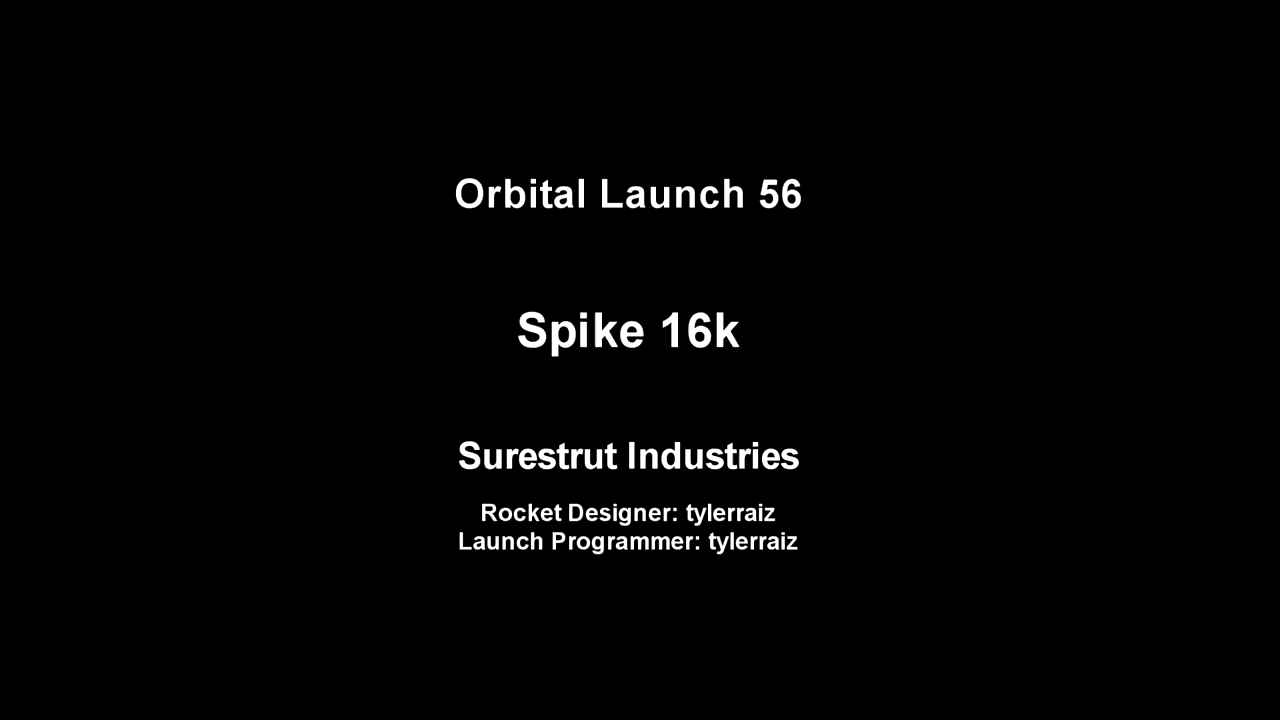 Orbital Launch 56
Spike 16k
Surestrut Industries
Rocket Designer: tylerraiz
Launch Programmer: tylerraiz